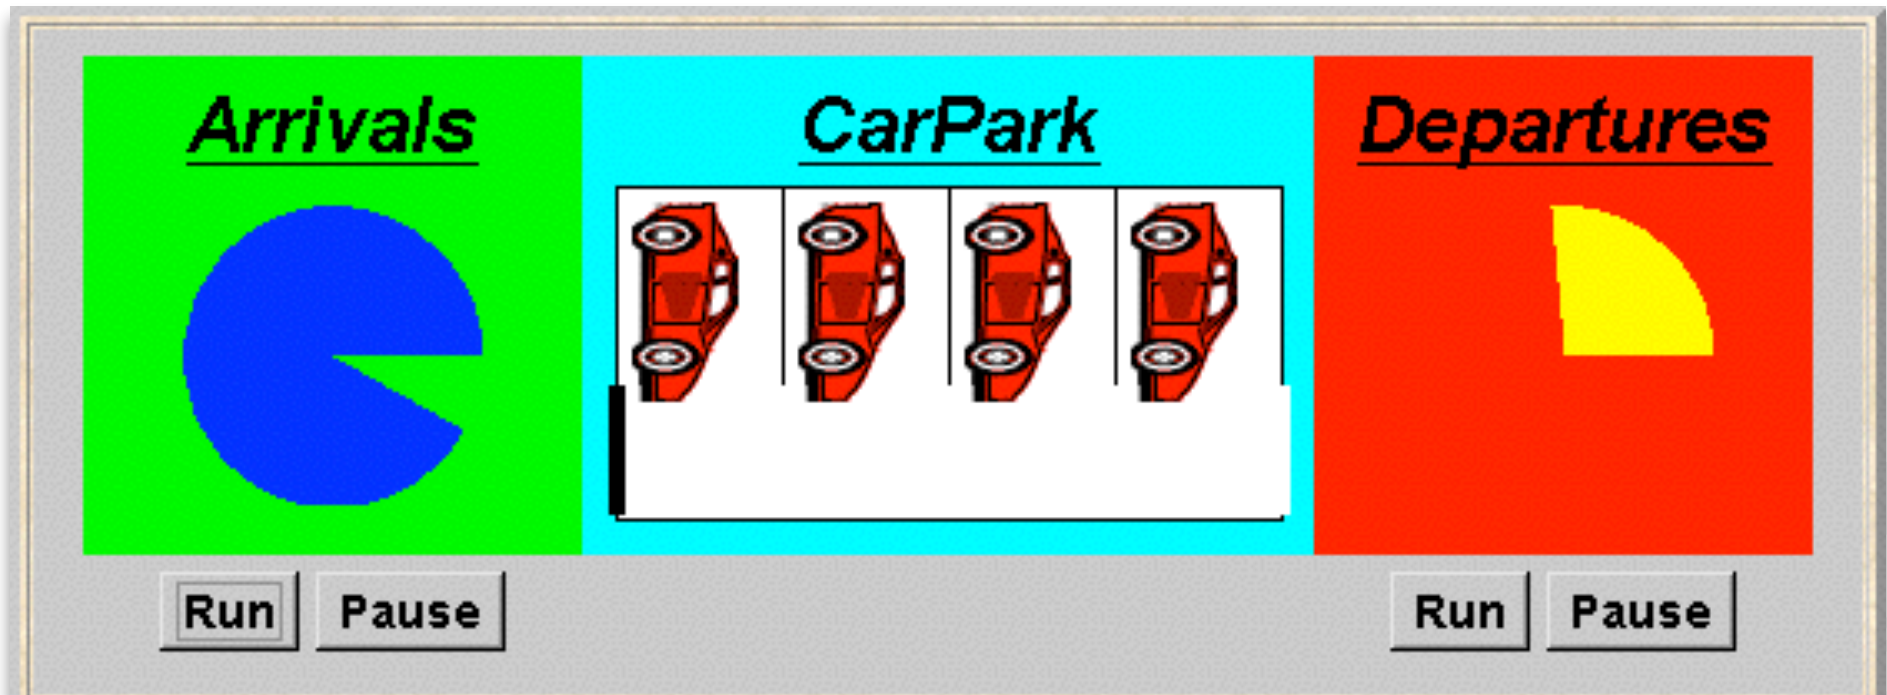 Arrivals
CarPark
Departures
Run
Pause
Run
Pause